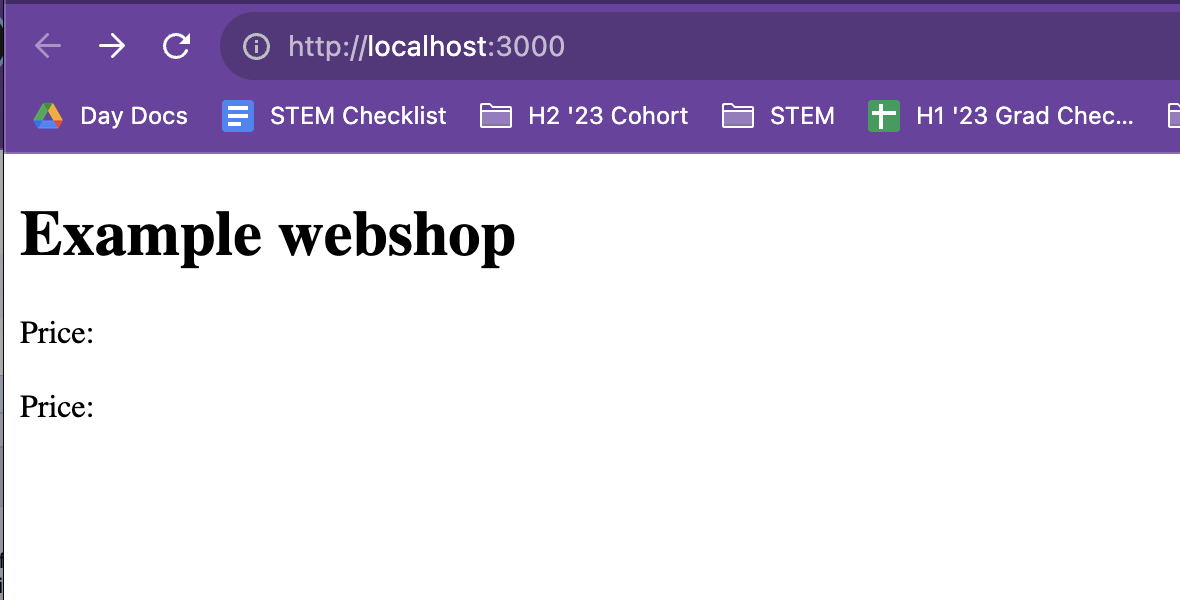 http://localhost:3000
Day Docs STEM Checklist H2 '23 Cohort STEM H1 '23 Grad Chec...
Example webshop
Price:
Price: